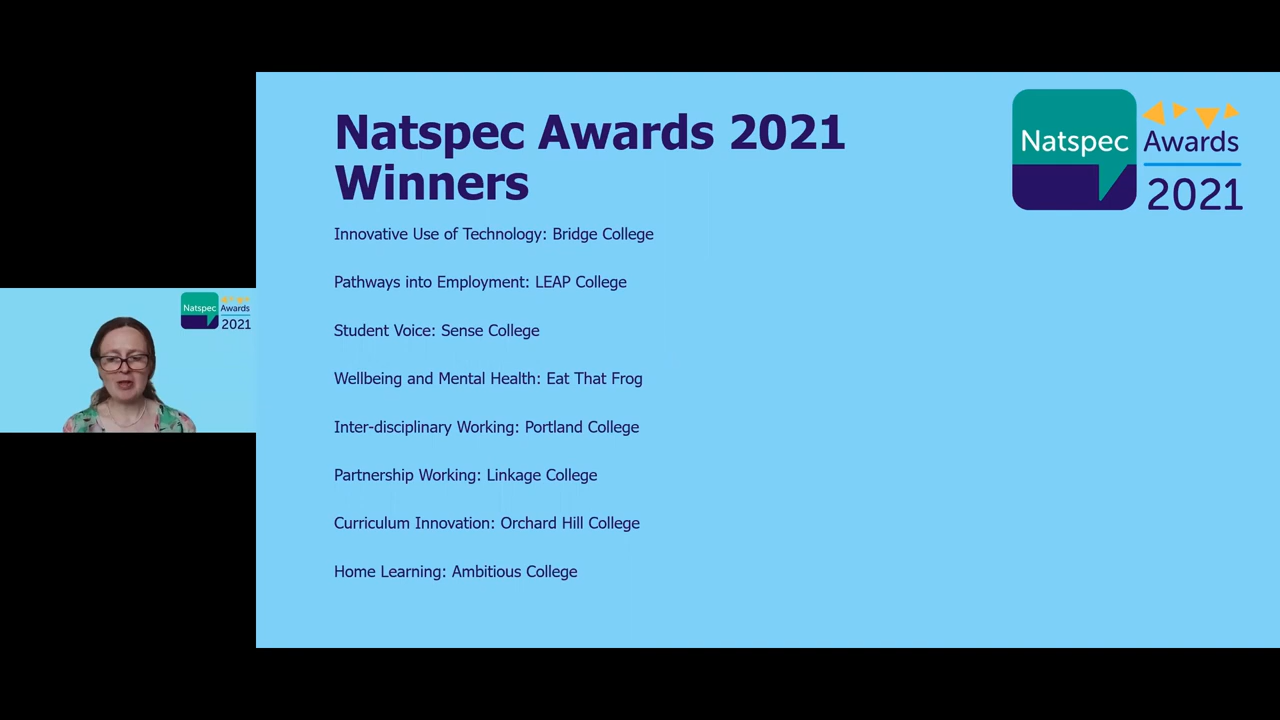 Natspec Awards 2021
Winners
Natspec
Awards
2021
Innovative Use of Technology: Bridge College
Pathways into Employment: LEAP College
Student Voice: Sense College
Wellbeing and Mental Health: Eat That Frog
Inter-disciplinary Working: Portland College
Partnership Working: Linkage College
Curriculum Innovation: Orchard Hill College
Home Learning: Ambitious College
Natspec
Awards
2021